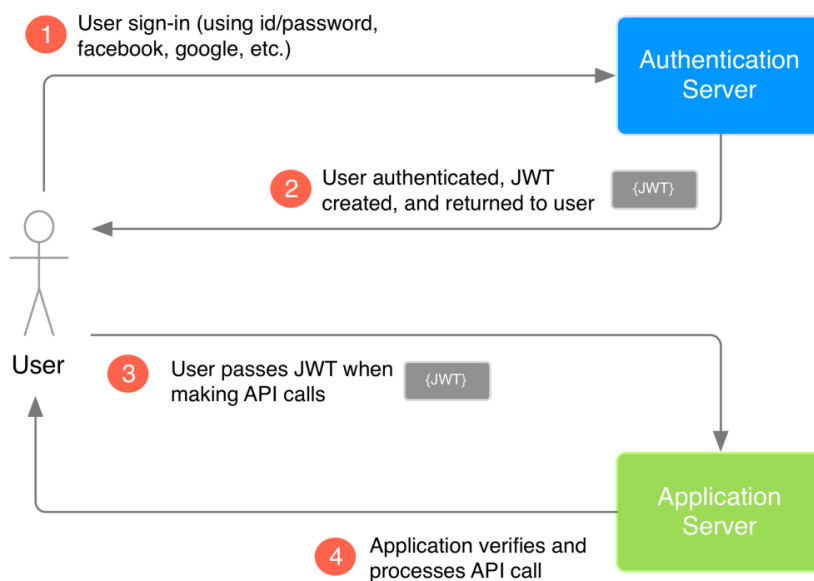 1
User sign-in (using id/password,
facebook, google, etc.)
Authentication
Server
2
User authenticated, JWT
created, and returned to user
{JWT}
User
3
User passes JWT when
making API calls
{JWT}
Application
Server
4
Application verifies and
processes API call